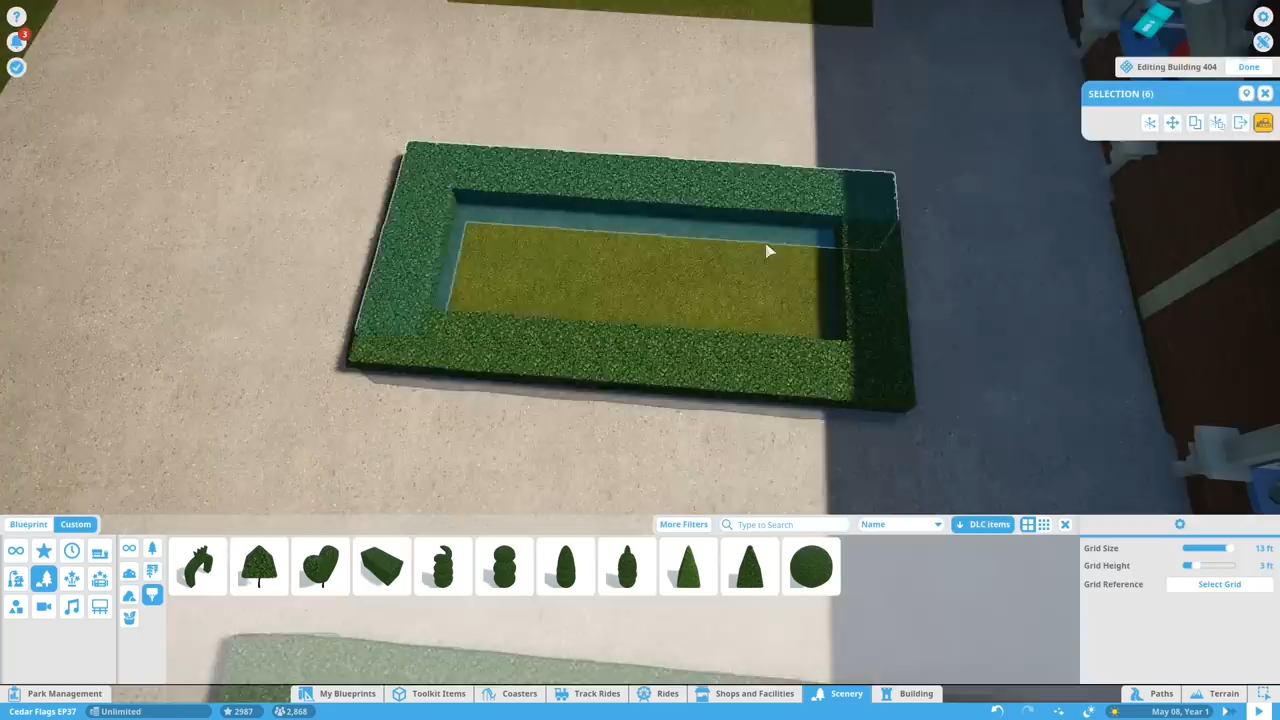 ?
3
Editing Building 404 Done
SELECTION (6)
Blueprint Custom
More Filters Type to Search Name DLC items
Grid Size 13 ft
Grid Height 3 ft
Grid Reference Select Grid
Park Management My Blueprints Toolkit Items Coasters Track Rides Rides Shops and Facilities Scenery Building Paths Terrain
Cedar Flags EP37 Unlimited 2987 2,868 May 08, Year 1